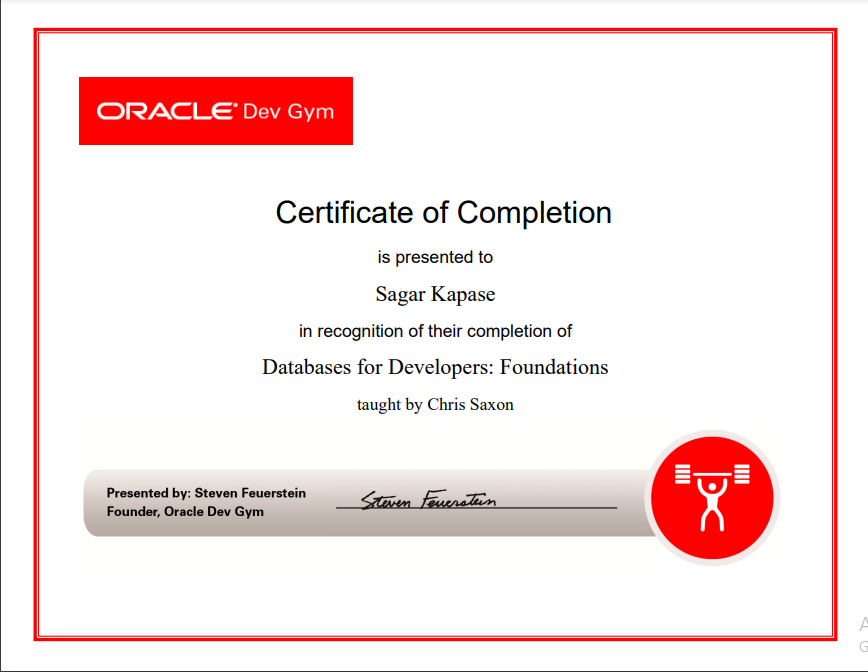 ORACLE Dev Gym
Certificate of Completion
is presented to
Sagar Kapase
in recognition of their completion of
Databases for Developers: Foundations
taught by Chris Saxon
Presented by: Steven Feuerstein
Founder, Oracle Dev Gym
Steven Feuerstein